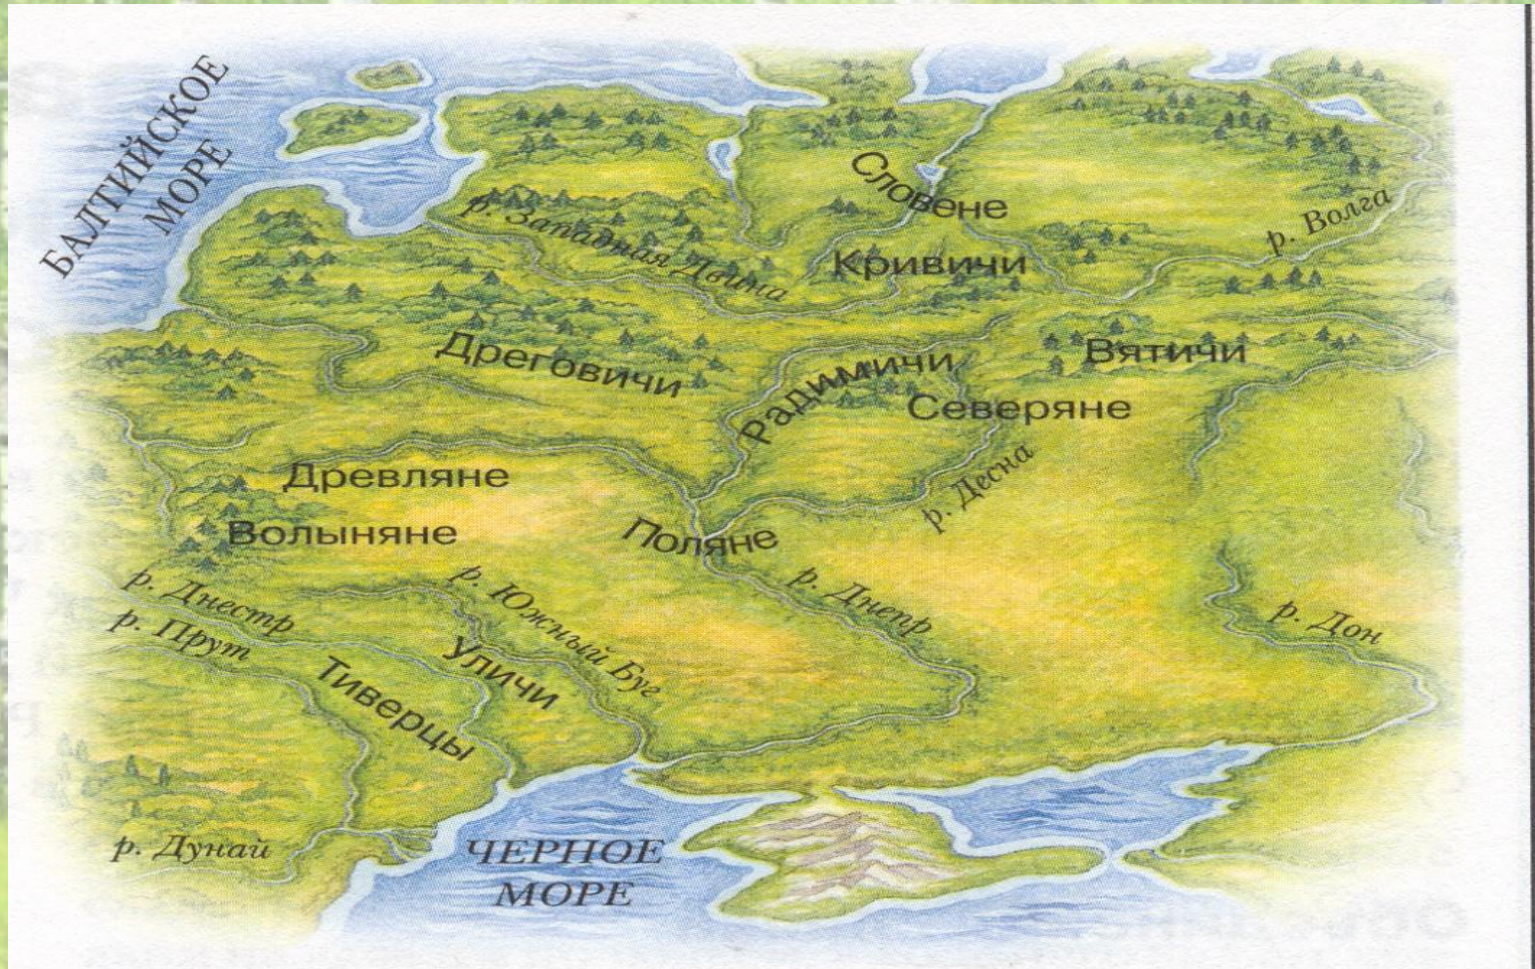 БАЛТИЙСКОЕ
МОРЕ
Словене
р. Волга
р. Западная Двина
Кривичи
Дреговичи
Радимичи
Вятичи
Северяне
Древляне
р. Десна
Волыняне
Поляне
р. Днестр
р. Прут
р. Южный Буг
р. Днепр
р. Дон
Уличи
Тиверцы
р. Дунай
ЧЕРНОЕ
МОРЕ